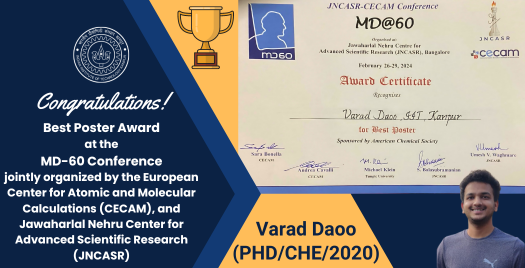 Congratulations!
Best Poster Award
at the
MD-60 Conference
jointly organized by the European
Center for Atomic and Molecular
Calculations (CECAM), and
Jawaharlal Nehru Center for
Advanced Scientific Research
(JNCASR)
JNCASR-CECAM Conference
MD@60
Organised at
Jawaharlal Nehru Centre for
Advanced Scientific Research (JNCASR), Bangalore
February 26-29, 2024
MD60
JNCASR
cecam
Award Certificate
Recognises
Varad Daoo, IIT, Kanpur
for Best Poster
Sponsored by American Chemical Society
Sara Bonella
CECAM
Andrea Cavalli
CECAM
Michael Klein
Temple University
S. Balasubramanian
JNCASR
Umesh V. Waghmare
JNCASR
Varad Daoo
(PHD/CHE/2020)